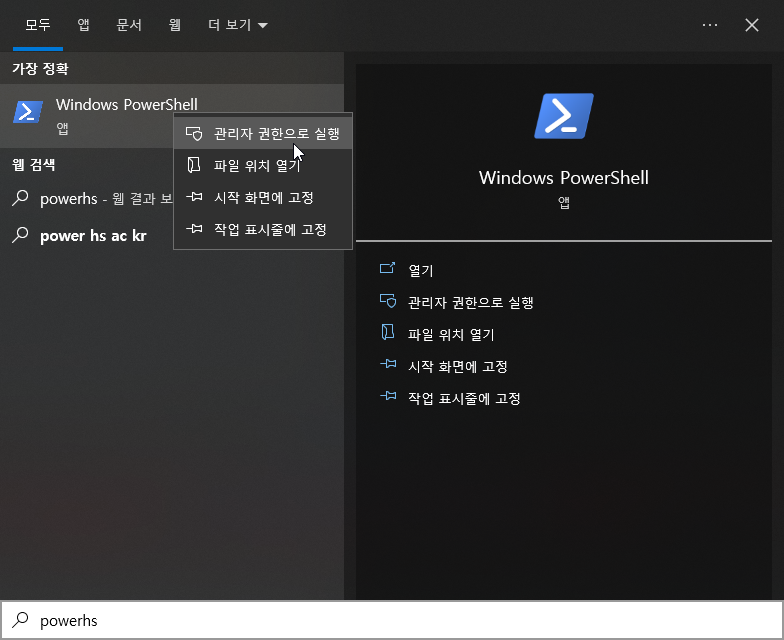 모두 앱 문서 웹 더 보기
가장 정확
Windows PowerShell
앱
관리자 권한으로 실행
파일 위치 열기
시작 화면에 고정
작업 표시줄에 고정
웹 검색
powerhs - 웹 결과 보
power hs ac kr
Windows PowerShell
앱
열기
관리자 권한으로 실행
파일 위치 열기
시작 화면에 고정
작업 표시줄에 고정
powerhs